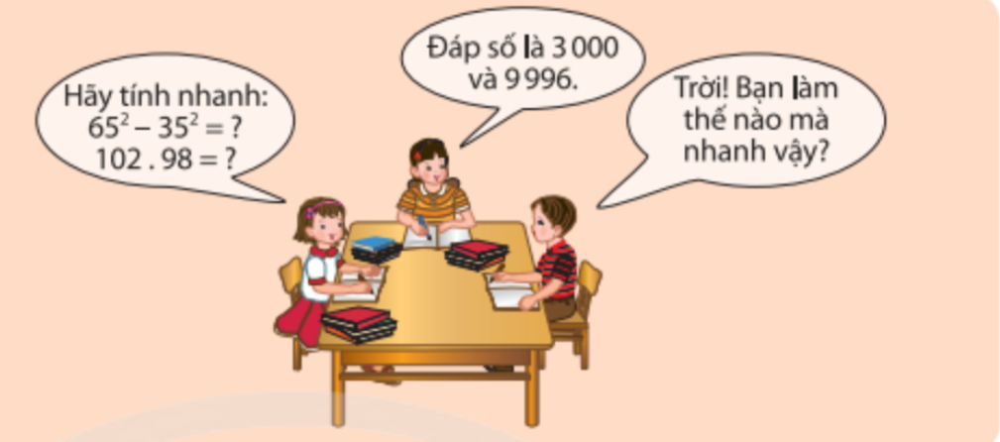 Hãy tính nhanh:
65² – 35² = ?
102 . 98 = ?
Đáp số là 3 000
và 9 996.
Trời! Bạn làm
thế nào mà
nhanh vậy?